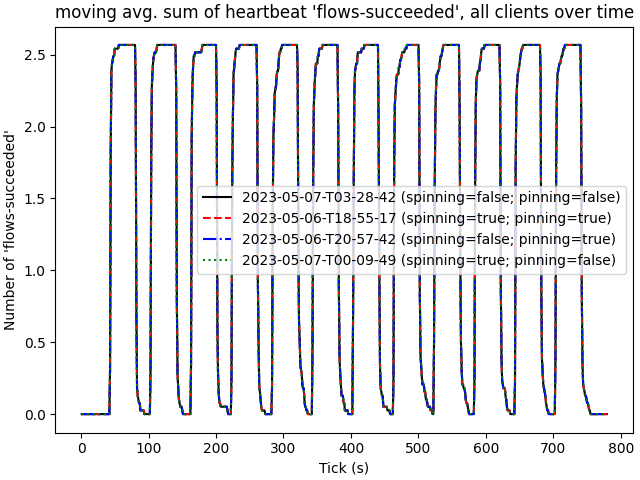 moving avg. sum of heartbeat 'flows-succeeded', all clients over time
Number of 'flows-succeeded'
2.5
2.0
1.5
1.0
0.5
0.0
2023-05-07-T03-28-42 (spinning=false; pinning=false)
2023-05-06-T18-55-17 (spinning=true; pinning=true)
2023-05-06-T20-57-42 (spinning=false; pinning=true)
2023-05-07-T00-09-49 (spinning=true; pinning=false)
0 100 200 300 400 500 600 700 800
Tick (s)